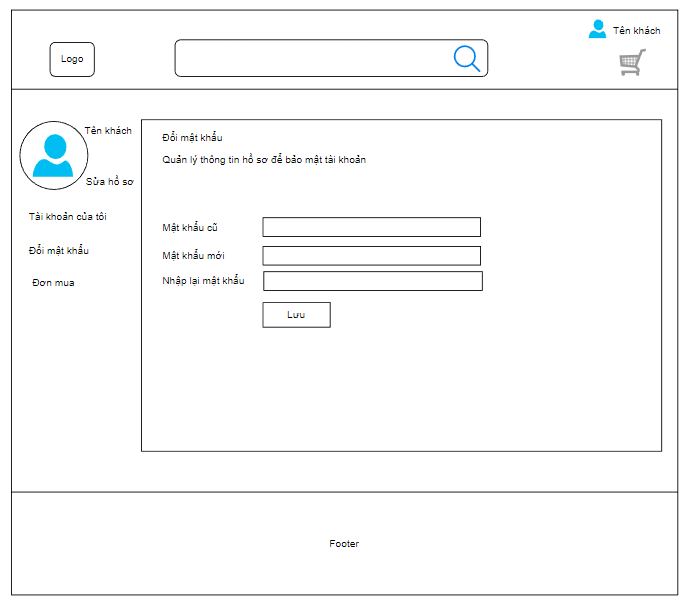 Tên khách
Logo
Tên khách
Sửa hồ sơ
Tài khoản của tôi
Đổi mật khẩu
Đơn mua
Đổi mật khẩu
Quản lý thông tin hồ sơ để bảo mật tài khoản
Mật khẩu cũ
Mật khẩu mới
Nhập lại mật khẩu
Lưu
Footer